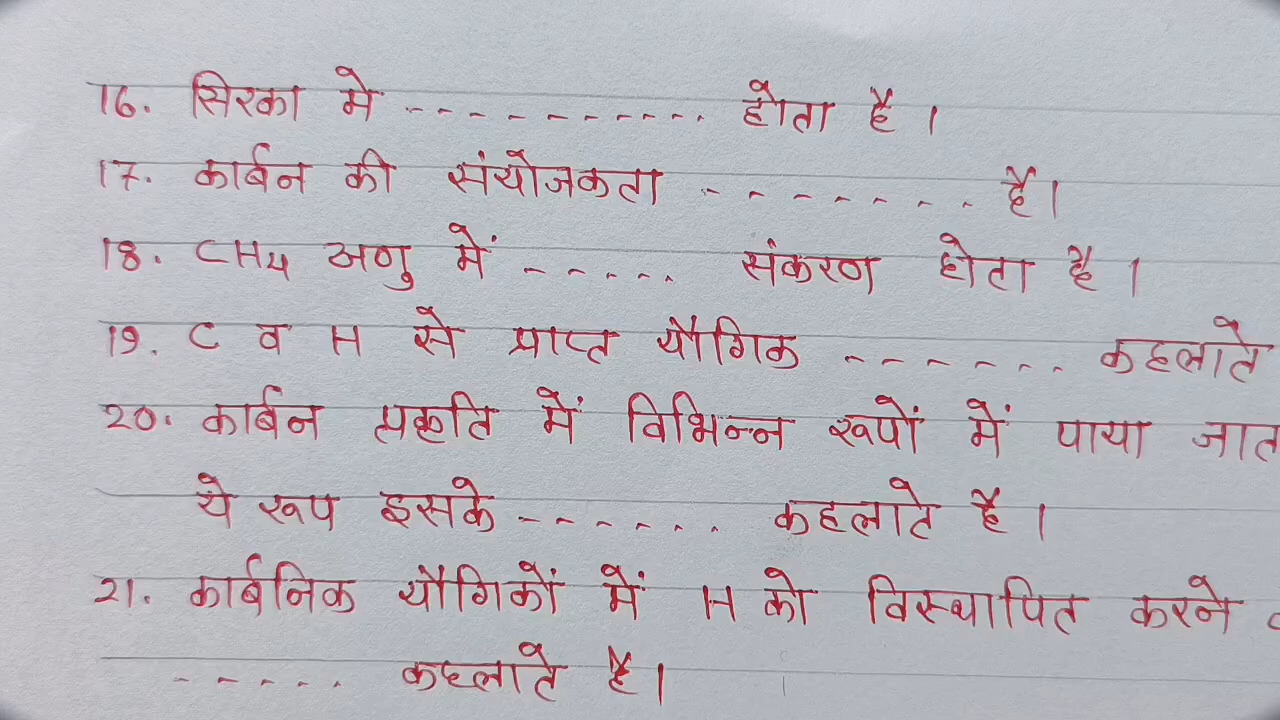 16. सिरका मे ----------- होता है ।
17. कार्बन की संयोजकता -------- है।
18. CH4 अणु में ----- संकरण होता है ।
19. C व H से प्राप्त यौगिक ------ कहलाते
20. कार्बन प्रकृति में विभिन्न रूपों में पाया जात
ये रूप इसके ------ कहलाते है ।
21. कार्बनिक यौगिकों में H को विस्थापित करने
----- कहलाते है ।